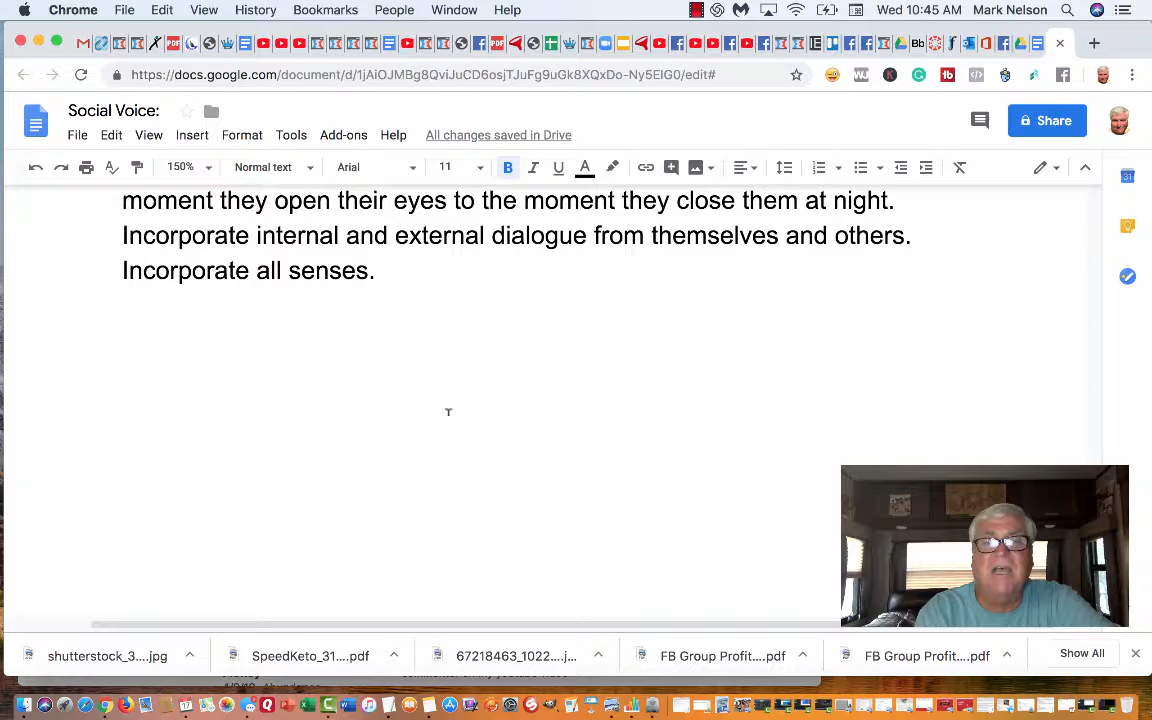 Chrome File Edit View History Bookmarks People Window Help Wed 10:45 AM Mark Nelson
https://docs.google.com/document/d/1jAiOJMBg8QviJuCD6osjTJuFg9uGk8XQxDo-Ny5EIG0/edit#
Social Voice:
File Edit View Insert Format Tools Add-ons Help All changes saved in Drive
Share
150% Normal text Arial 11 B I U A
moment they open their eyes to the moment they close them at night.
Incorporate internal and external dialogue from themselves and others.
Incorporate all senses.
shutterstock_3....jpg SpeedKeto_31....pdf 67218463_1022....j... FB Group Profit....pdf FB Group Profit....pdf Show All